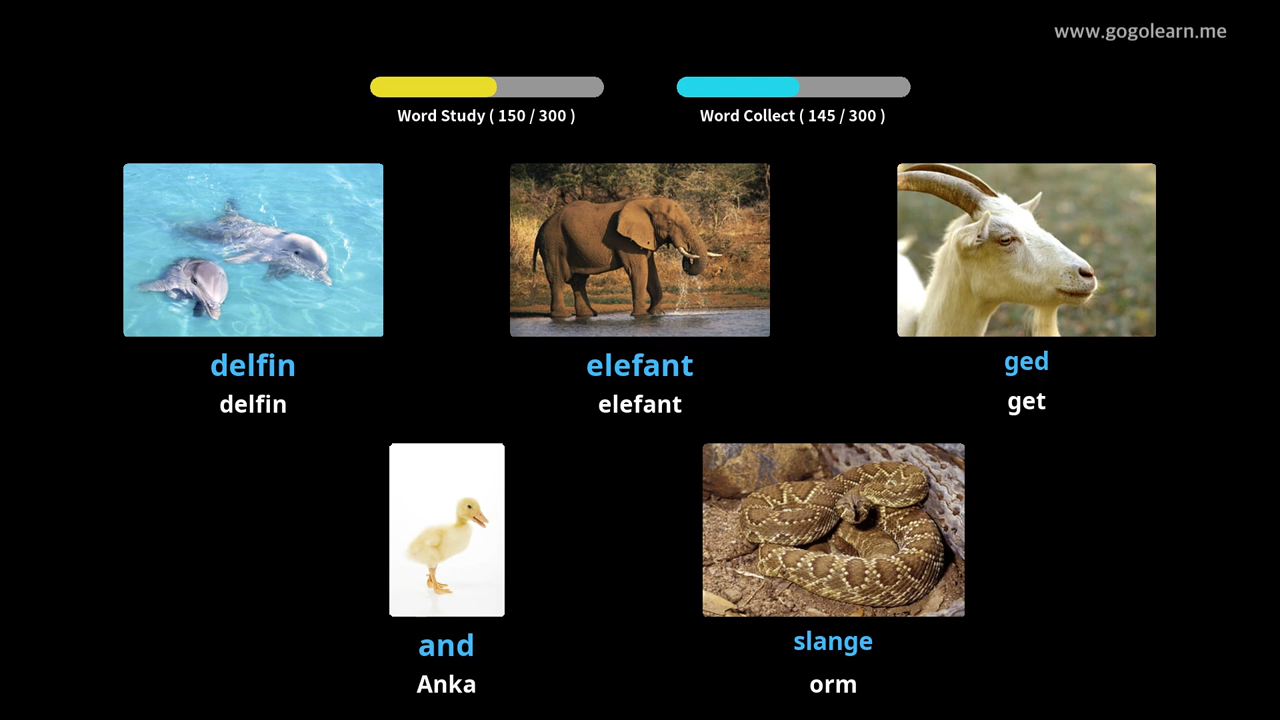 www.gogolearn.me
Word Study ( 150 / 300 )
Word Collect ( 145 / 300 )
delfin
delfin
elefant
elefant
ged
get
and
Anka
slange
orm